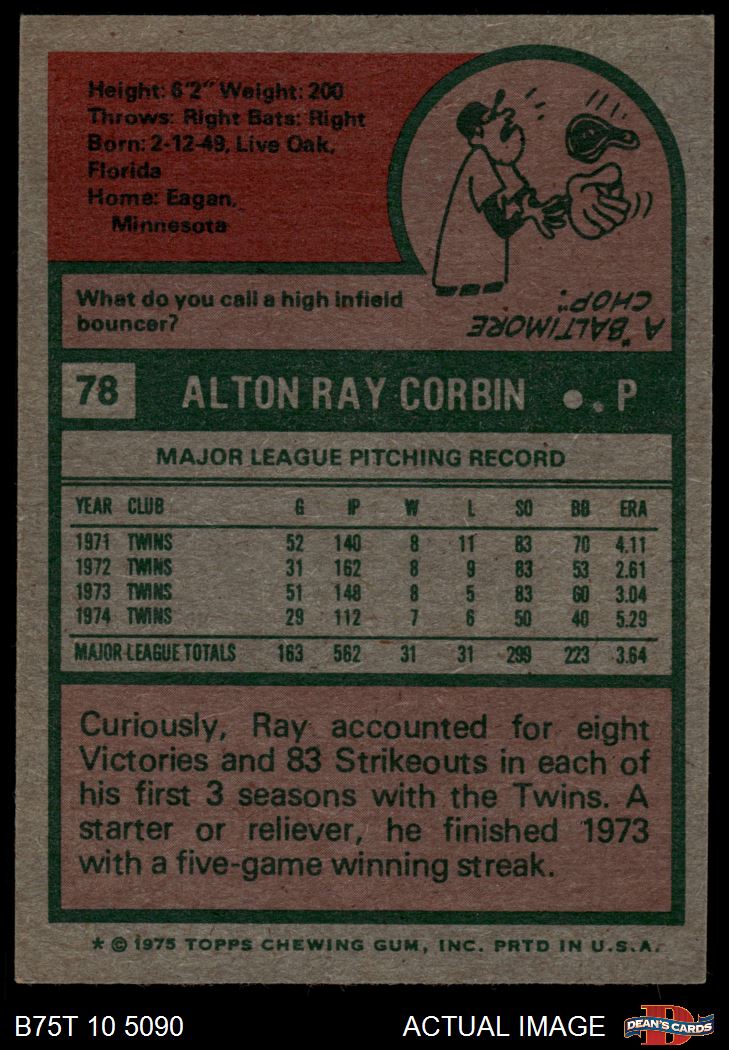 Height: 6'2" Weight: 200
Throws: Right Bats: Right
Born: 2-12-49, Live Oak,
Florida
Home: Eagan,
Minnesota
What do you call a high infield
bouncer?
A "BALTIMORE
CHOP".
78 ALTON RAY CORBIN ●. P
MAJOR LEAGUE PITCHING RECORD
YEAR CLUB G IP W L SO BB ERA
1971 TWINS 52 140 8 11 83 70 4.11
1972 TWINS 31 162 8 9 83 53 2.61
1973 TWINS 51 148 8 5 83 60 3.04
1974 TWINS 29 112 7 6 50 40 5.29
MAJOR LEAGUE TOTALS 163 562 31 31 299 223 3.64
Curiously, Ray accounted for eight
Victories and 83 Strikeouts in each of
his first 3 seasons with the Twins. A
starter or reliever, he finished 1973
with a five-game winning streak.
* © 1975 TOPPS CHEWING GUM, INC. PRTD IN U.S.A.
B75T 10 5090 ACTUAL IMAGE DEAN'S CARDS